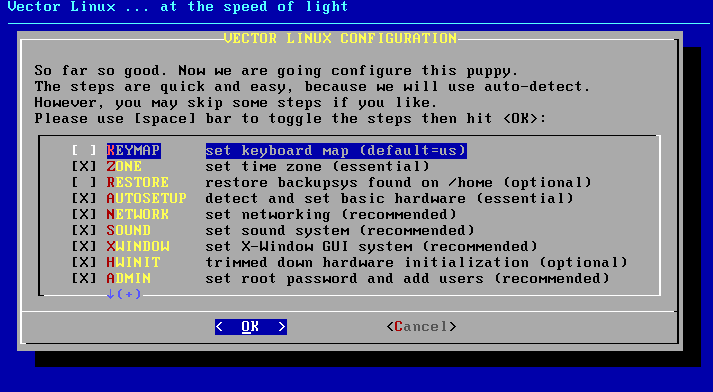 Vector Linux ... at the speed of light
VECTOR LINUX CONFIGURATION
So far so good. Now we are going configure this puppy.
The steps are quick and easy, because we will use auto-detect.
However, you may skip some steps if you like.
Please use [space] bar to toggle the steps then hit <OK>:
[ ] KEYMAP set keyboard map (default=us)
[X] ZONE set time zone (essential)
[ ] RESTORE restore backupsys found on /home (optional)
[X] AUTOSETUP detect and set basic hardware (essential)
[X] NETWORK set networking (recommended)
[X] SOUND set sound system (recommended)
[X] XWINDOW set X-Window GUI system (recommended)
[X] HWINIT trimmed down hardware initialization (optional)
[X] ADMIN set root password and add users (recommended)
↓(+)
< OK > <Cancel>